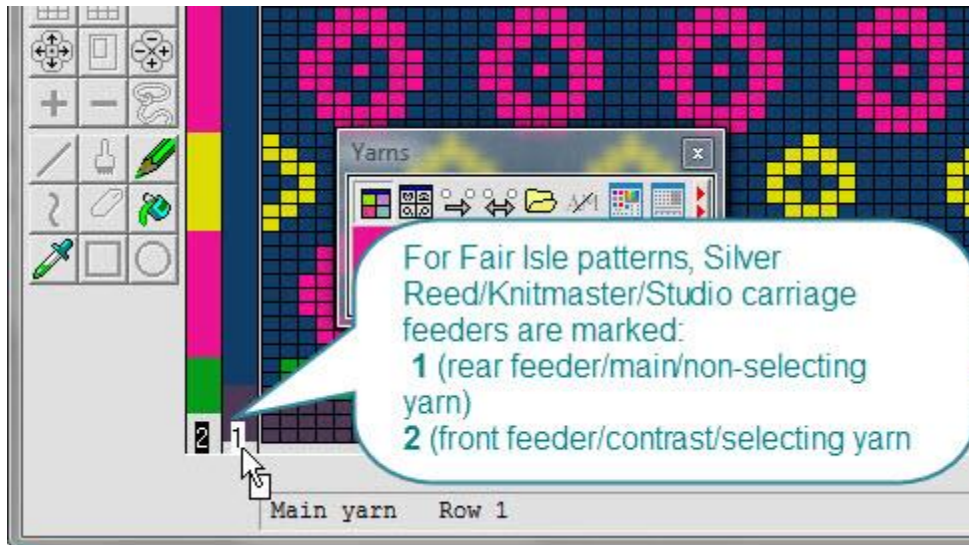 Yarns
For Fair Isle patterns, Silver
Reed/Knitmaster/Studio carriage
feeders are marked:
1 (rear feeder/main/non-selecting
yarn)
2 (front feeder/contrast/selecting yarn
2 1
Main yarn Row 1